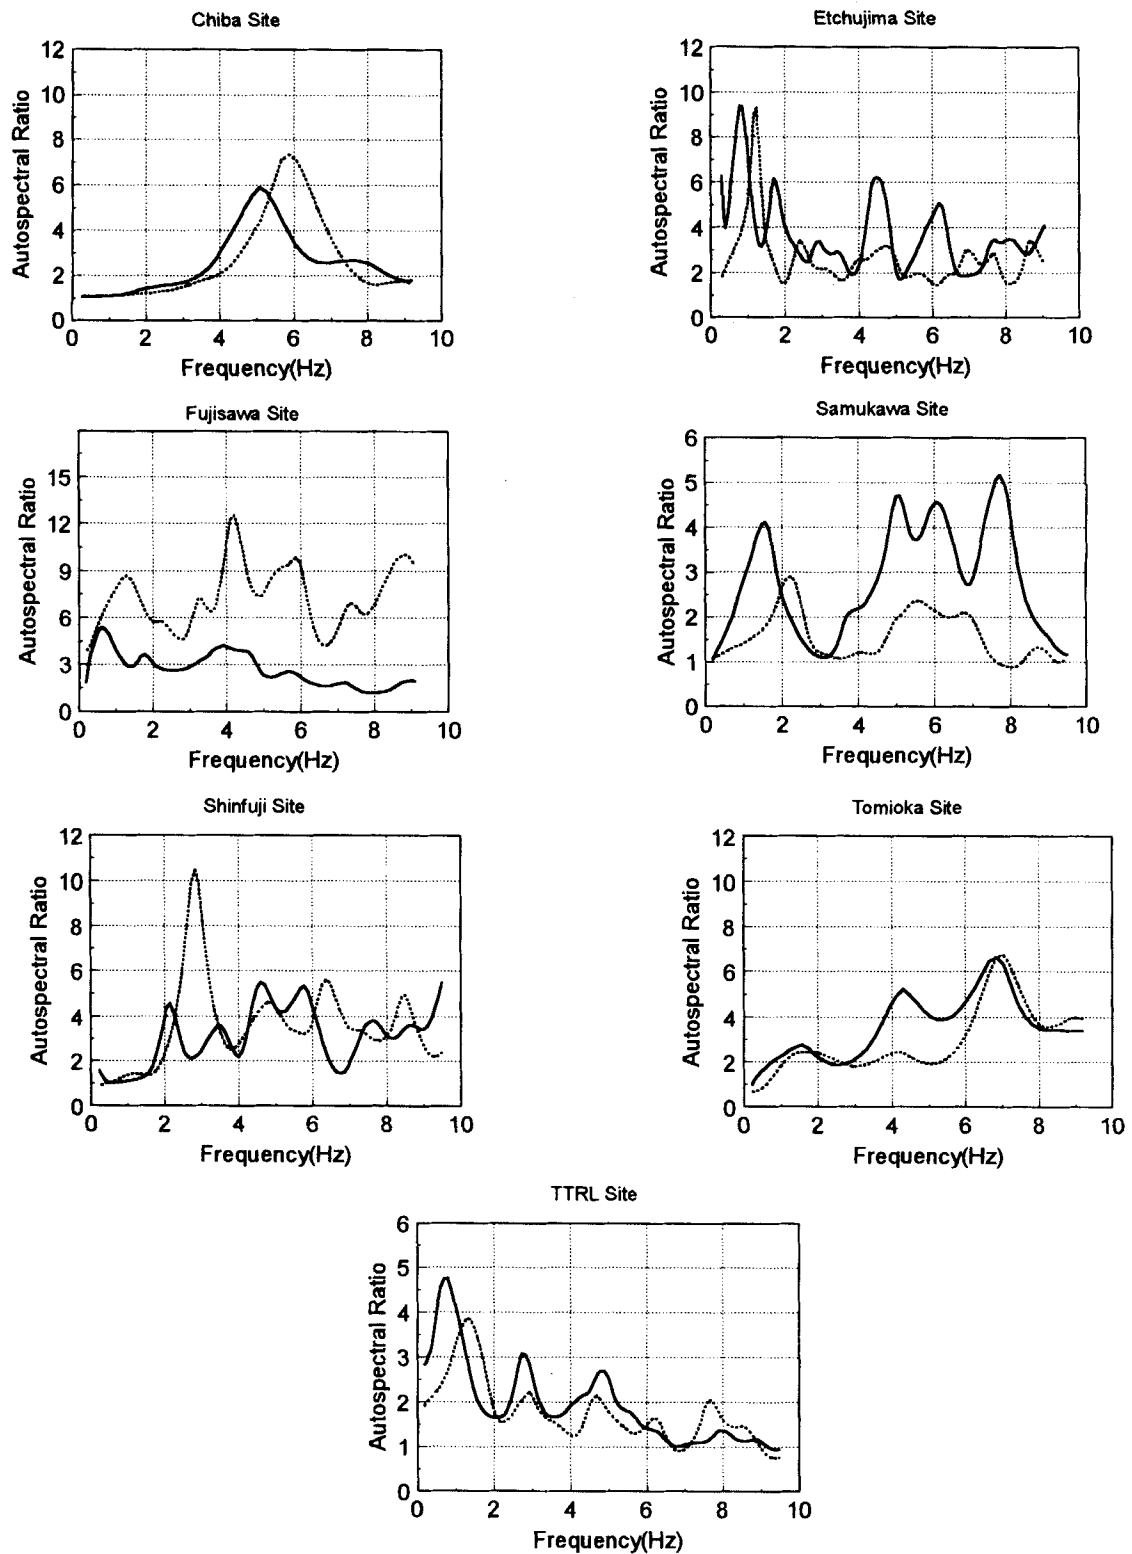 Chiba Site
12
10
8
6
4
2
0
Autospectral Ratio
0 2 4 6 8 10
Frequency(Hz)
Etchujima Site
12
10
8
6
4
2
0
Autospectral Ratio
0 2 4 6 8 10
Frequency(Hz)
Fujisawa Site
15
12
9
6
3
0
Autospectral Ratio
0 2 4 6 8 10
Frequency(Hz)
Samukawa Site
6
5
4
3
2
1
0
Autospectral Ratio
0 2 4 6 8 10
Frequency(Hz)
Shinfuji Site
12
10
8
6
4
2
0
Autospectral Ratio
0 2 4 6 8 10
Frequency(Hz)
Tomioka Site
12
10
8
6
4
2
0
Autospectral Ratio
0 2 4 6 8 10
Frequency(Hz)
TTRL Site
6
5
4
3
2
1
0
Autospectral Ratio
0 2 4 6 8 10
Frequency(Hz)